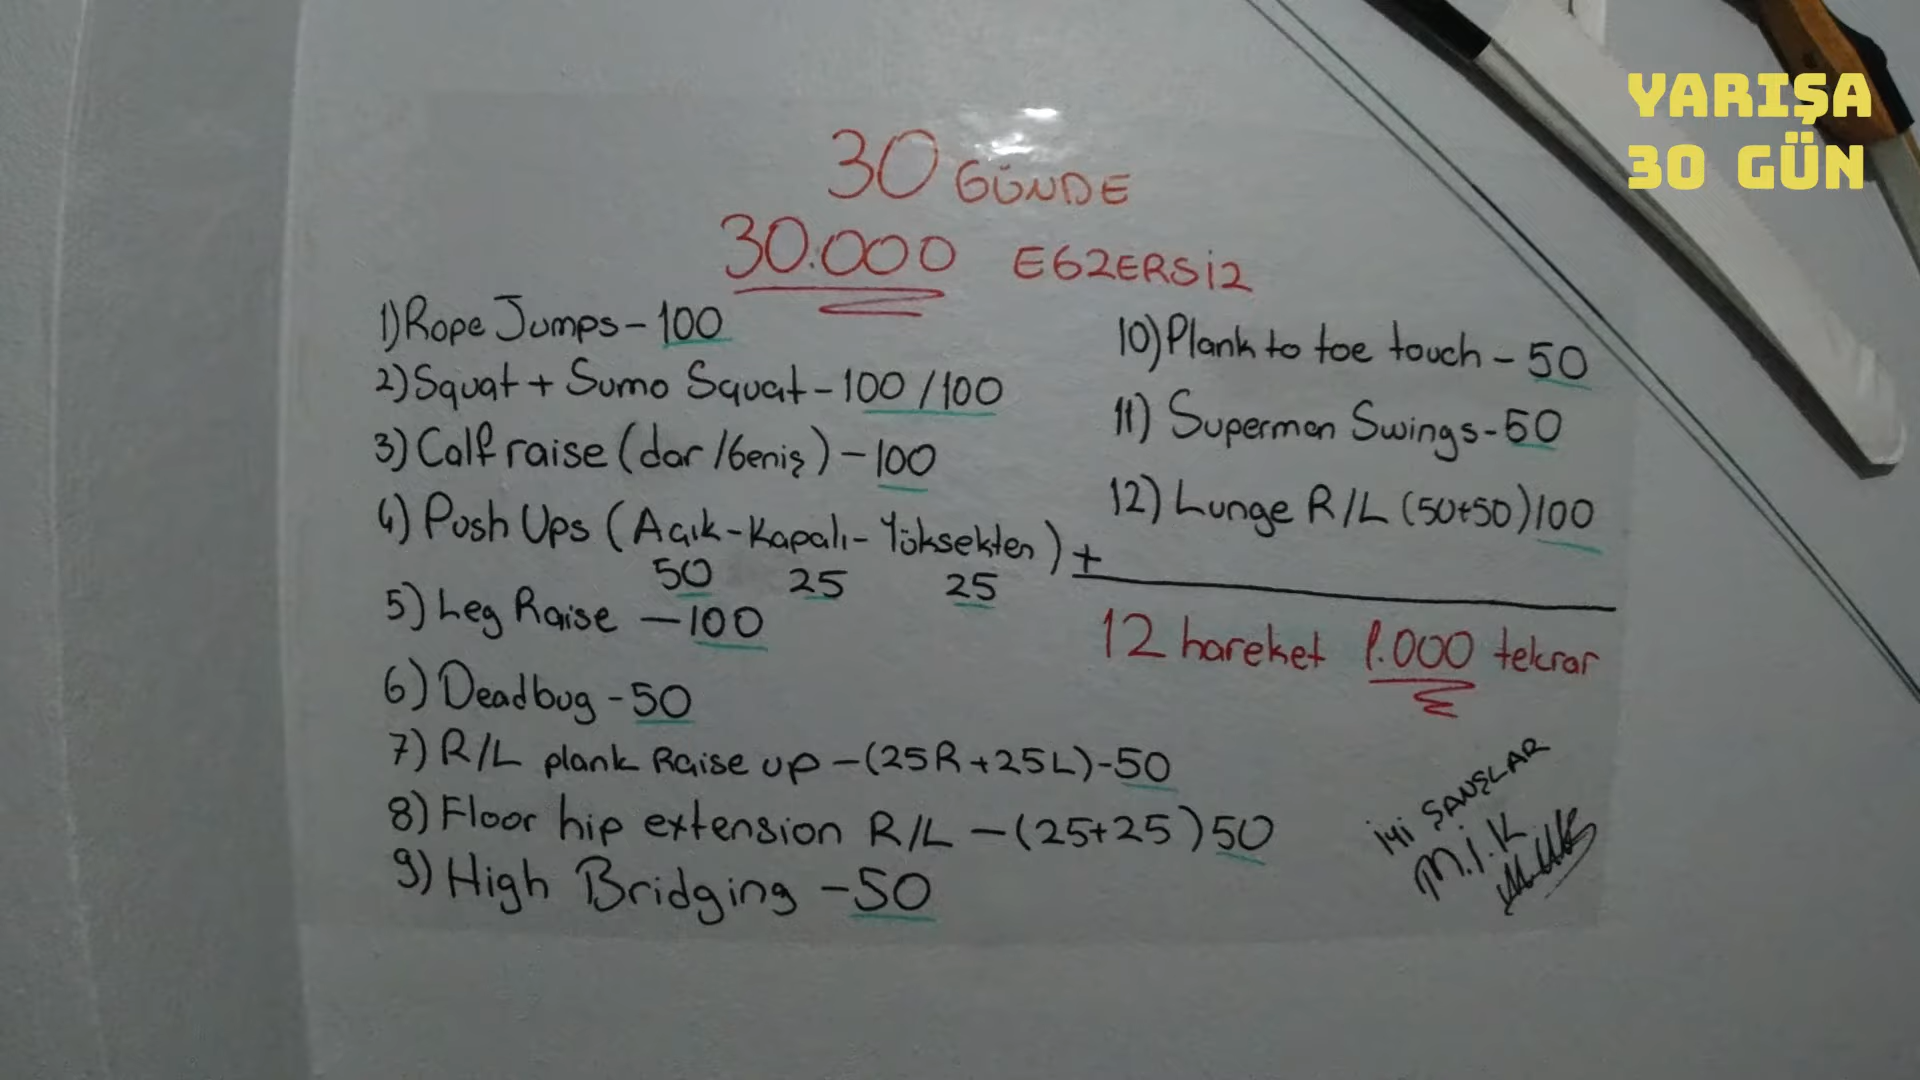 YARIŞA
30 GÜN
30 GÜNDE
30.000 EGZERSİZ
1) Rope Jumps - 100
2) Squat + Sumo Squat - 100/100
3) Calf raise (dar/Geniş) - 100
4) Push Ups (Açık - Kapalı - Yüksekten)
50 25 25
5) Leg Raise - 100
6) Deadbug - 50
7) R/L plank Raise up - (25R+25L) - 50
8) Floor hip extension R/L - (25+25) 50
9) High Bridging - 50
10) Plank to toe touch - 50
11) Superman Swings - 50
12) Lunge R/L (50+50) 100
+
12 hareket 1.000 tekrar
İYİ ŞANSLAR
M.İ.K